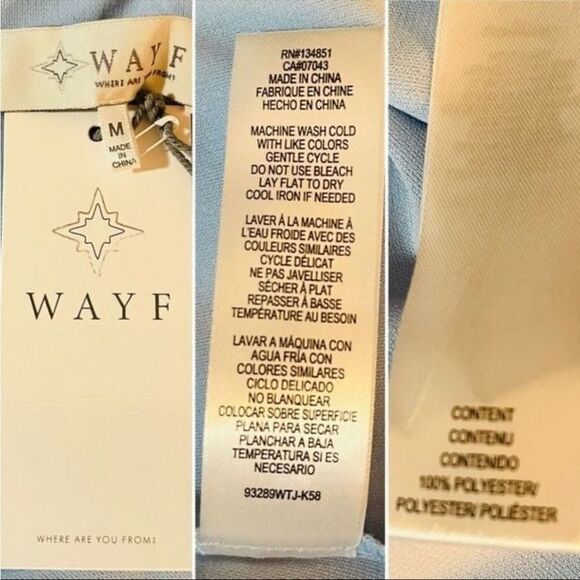 WAYF
WHERE ARE YOU FROM?
M
MADE
IN
CHINA
WAYF
WHERE ARE YOU FROM?
RN#134851
CA#07043
MADE IN CHINA
FABRIQUE EN CHINE
HECHO EN CHINA
MACHINE WASH COLD
WITH LIKE COLORS
GENTLE CYCLE
DO NOT USE BLEACH
LAY FLAT TO DRY
COOL IRON IF NEEDED
LAVER À LA MACHINE À
L'EAU FROIDE AVEC DES
COULEURS SIMILAIRES
CYCLE DÉLICAT
NE PAS JAVELLISER
SÉCHER À PLAT
REPASSER À BASSE
TEMPÉRATURE AU BESOIN
LAVAR A MÁQUINA CON
AGUA FRÍA CON
COLORES SIMILARES
CICLO DELICADO
NO BLANQUEAR
COLOCAR SOBRE SUPERFICIE
PLANA PARA SECAR
PLANCHAR A BAJA
TEMPERATURA SI ES
NECESARIO
93289WTJ-K58
CONTENT
CONTENU
CONTENIDO
100% POLYESTER/
POLYESTER/ POLIÉSTER